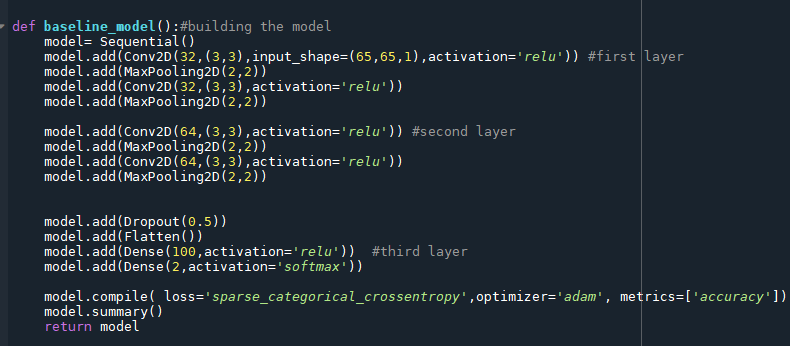 def baseline_model():#building the model
    model= Sequential()
    model.add(Conv2D(32,(3,3),input_shape=(65,65,1),activation='relu')) #first layer
    model.add(MaxPooling2D(2,2))
    model.add(Conv2D(32,(3,3),activation='relu'))
    model.add(MaxPooling2D(2,2))
    model.add(Conv2D(64,(3,3),activation='relu')) #second layer
    model.add(MaxPooling2D(2,2))
    model.add(Conv2D(64,(3,3),activation='relu'))
    model.add(MaxPooling2D(2,2))
    model.add(Dropout(0.5))
    model.add(Flatten())
    model.add(Dense(100,activation='relu'))  #third layer
    model.add(Dense(2,activation='softmax'))
    model.compile( loss='sparse_categorical_crossentropy',optimizer='adam', metrics=['accuracy'])
    model.summary()
    return model